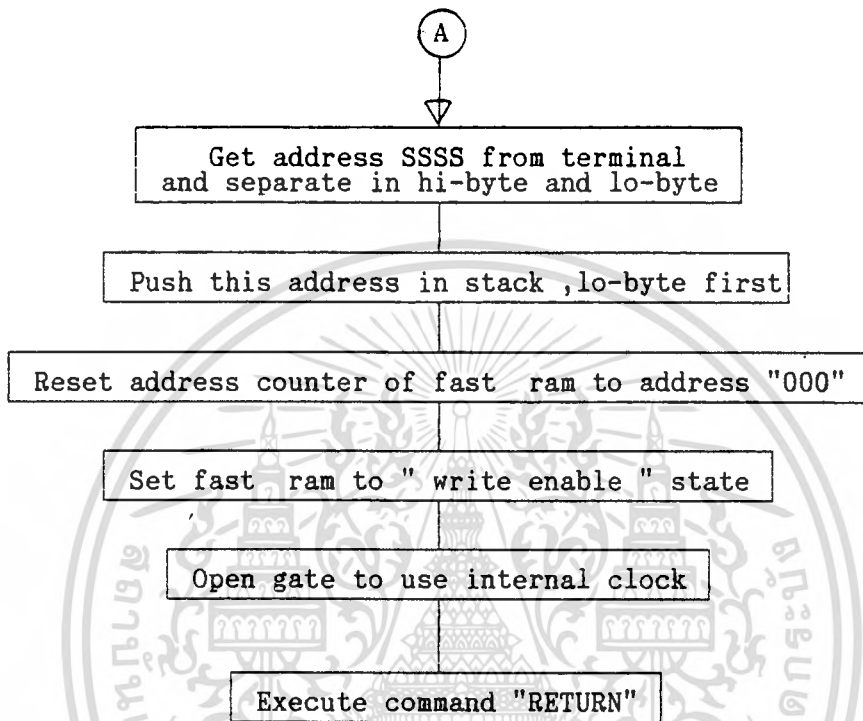 A
Get address SSSS from terminal
and separate in hi-byte and lo-byte
Push this address in stack ,lo-byte first
Reset address counter of fast ram to address "000"
Set fast ram to " write enable " state
Open gate to use internal clock
Execute command "RETURN"